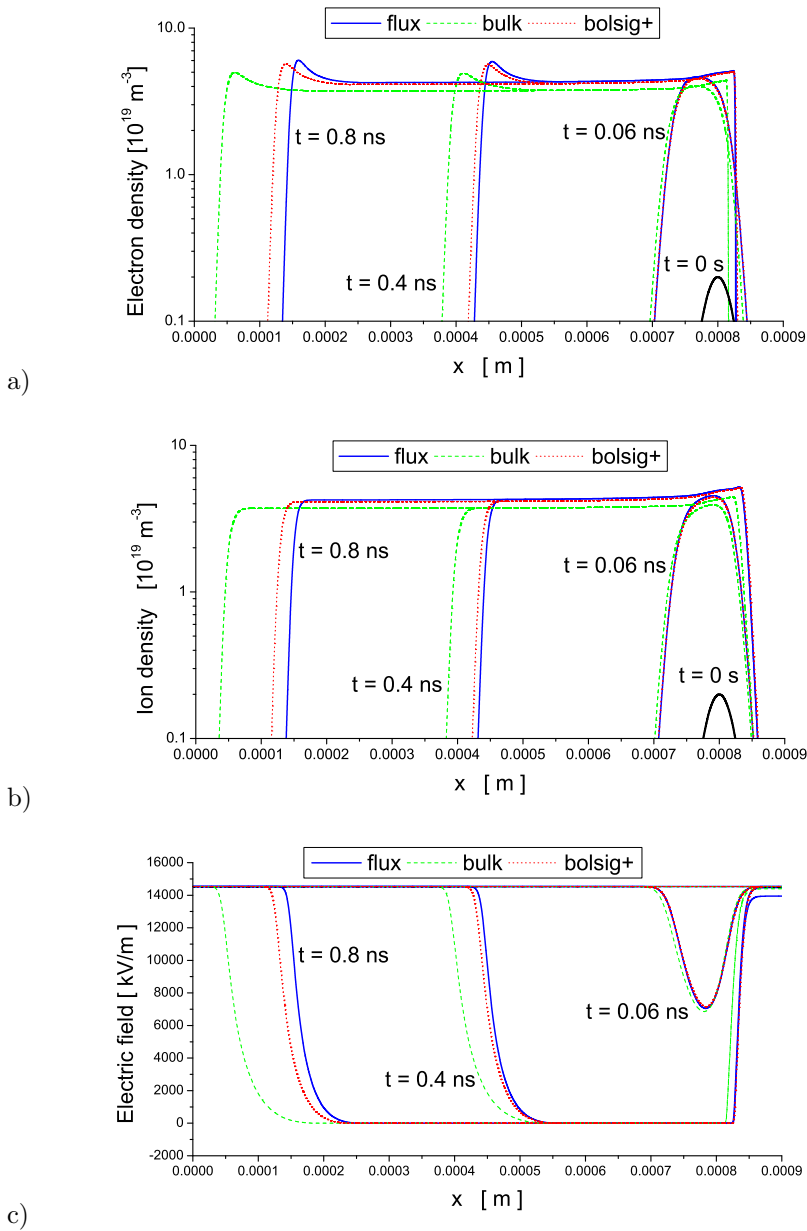 flux bulk bolsig+
Electron density [10^19 m^-3]
1.0
0.1
t = 0.8 ns
t = 0.06 ns
t = 0.4 ns
t=0 s
0.0000 0.0001 0.0002 0.0003 0.0004 0.0005 0.0006 0.0007 0.0008 0.0009
x [ m ]
a)
flux bulk bolsig+
Ion density [10^19 m^-3]
10
1
0.1
t = 0.8 ns
t = 0.06 ns
t = 0.4 ns
t=0 s
0.0000 0.0001 0.0002 0.0003 0.0004 0.0005 0.0006 0.0007 0.0008 0.0009
x [ m ]
b)
flux bulk bolsig+
Electric field [ kV/m ]
16000
14000
12000
10000
8000
6000
4000
2000
0
-2000
t = 0.8 ns
t = 0.06 ns
t = 0.4 ns
0.0000 0.0001 0.0002 0.0003 0.0004 0.0005 0.0006 0.0007 0.0008 0.0009
x [ m ]
c)